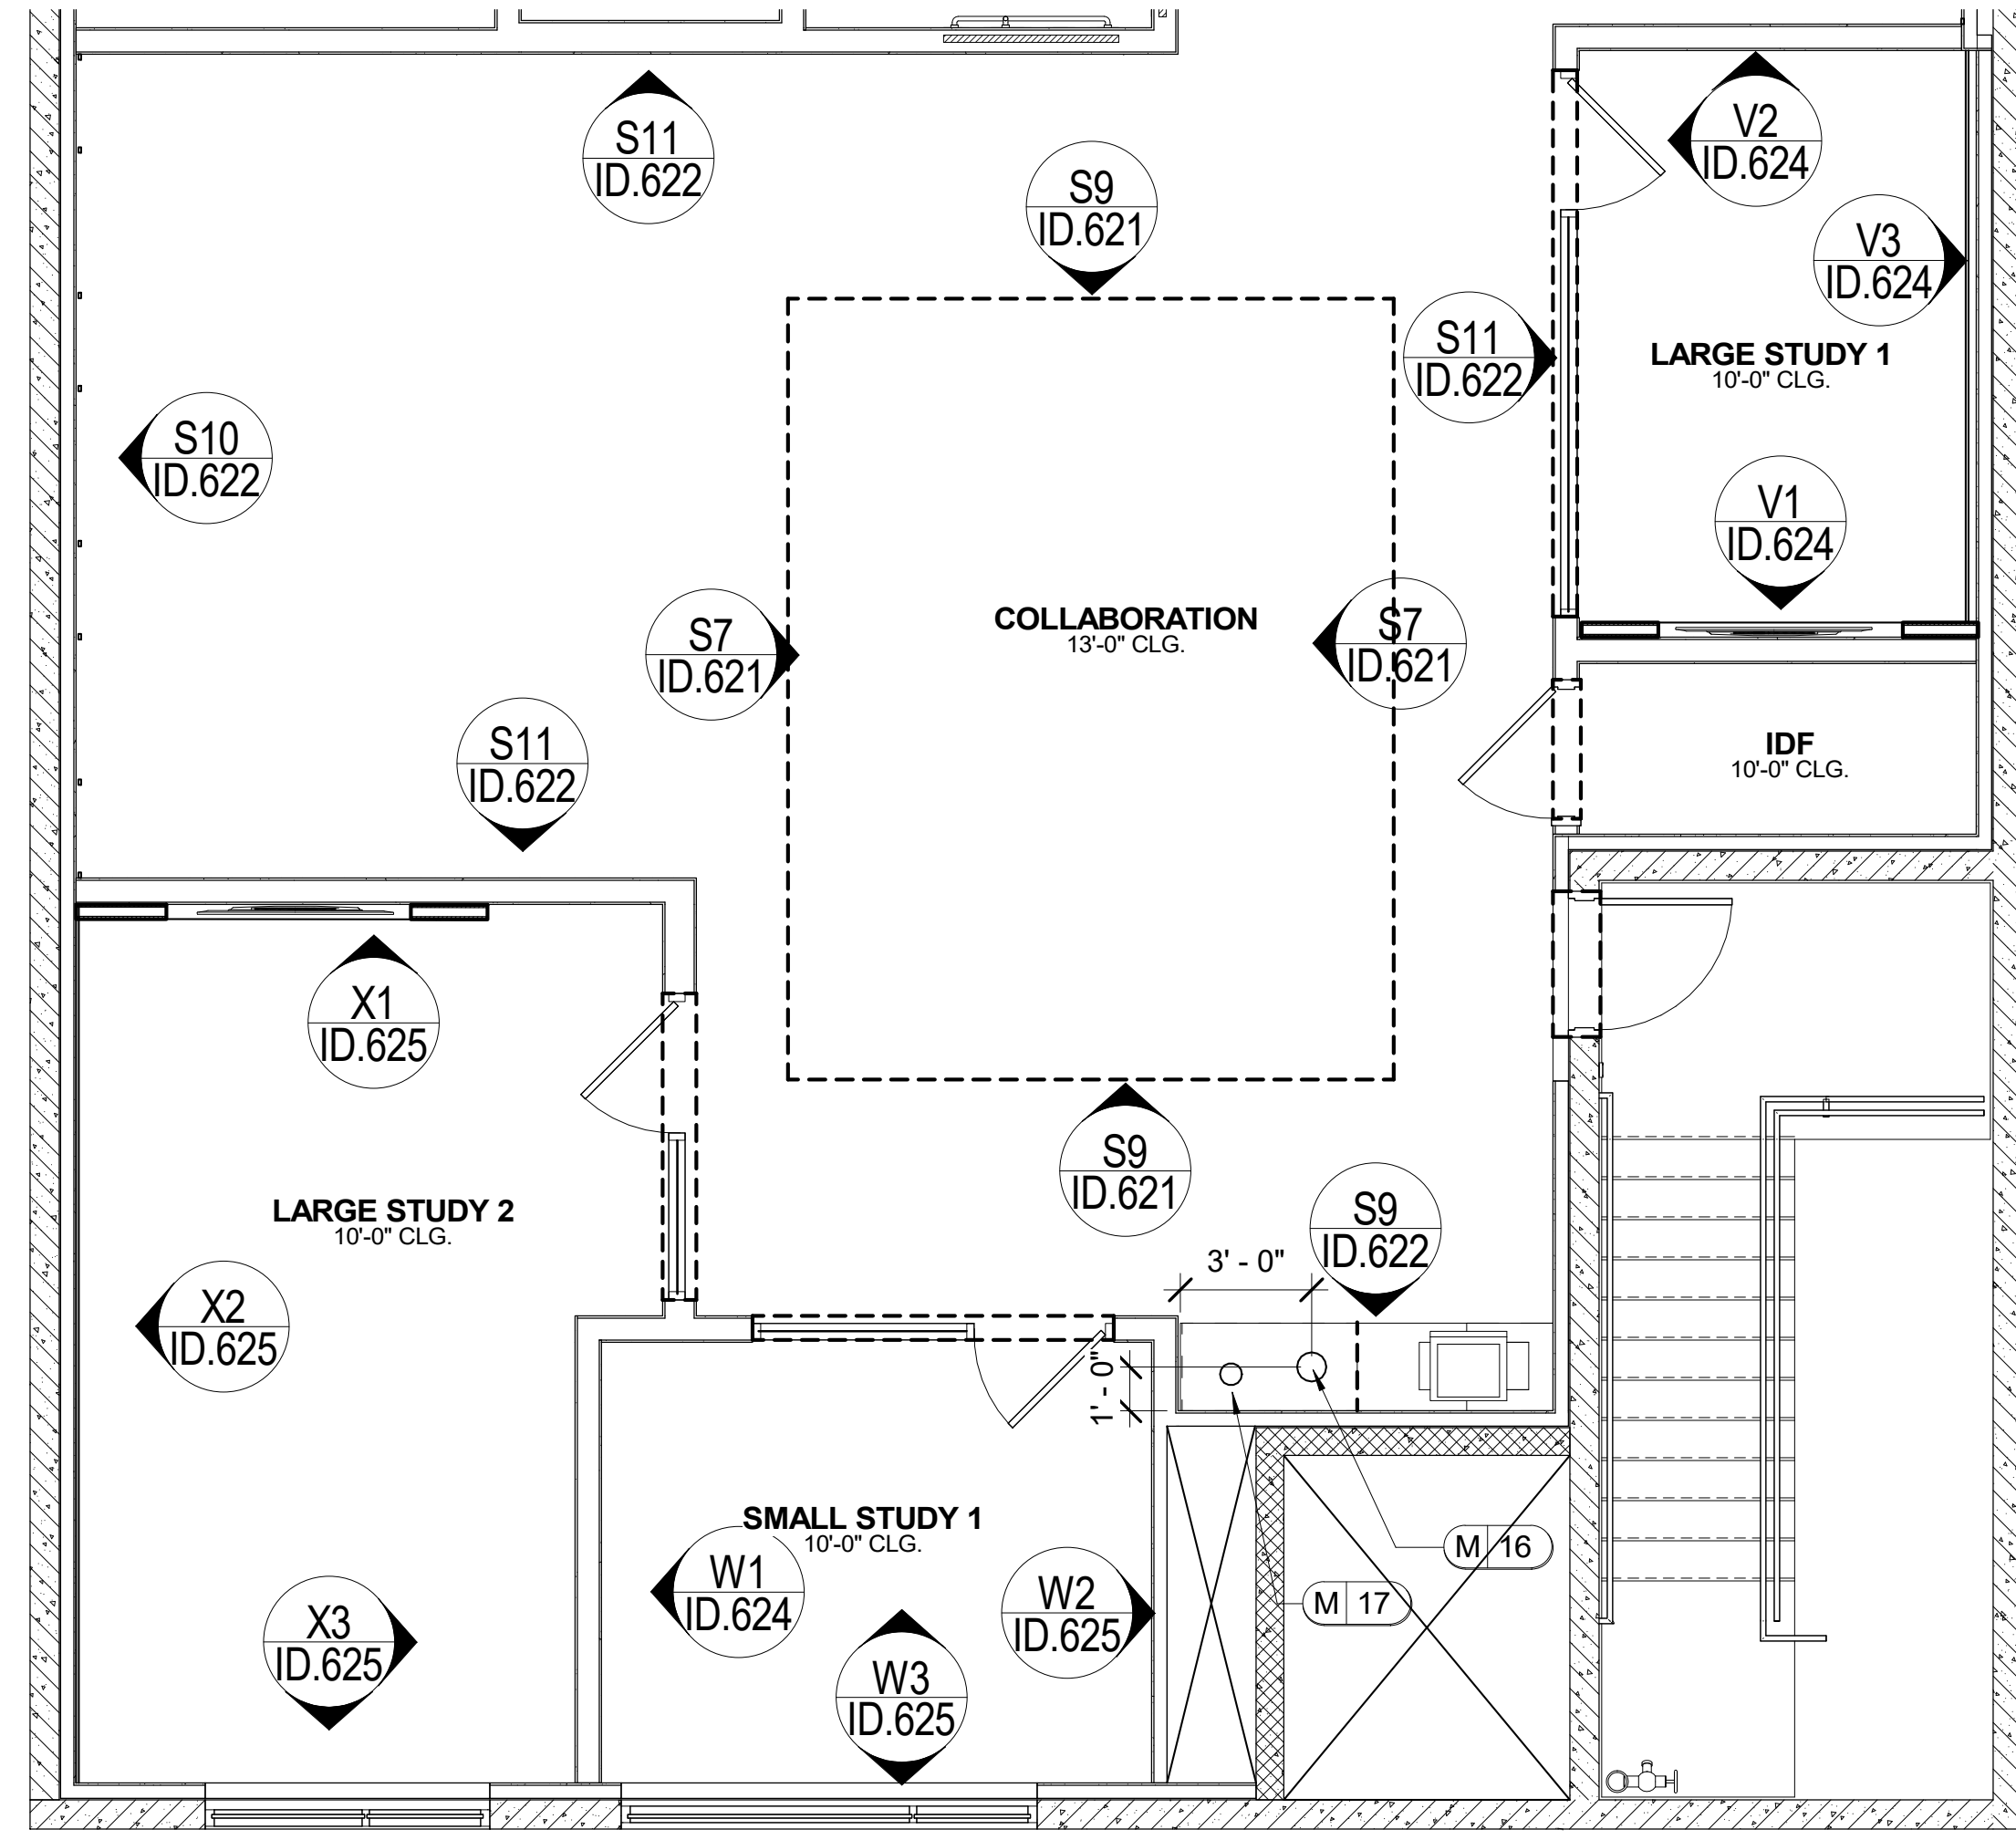 S11
ID.622
V2
ID.624
S9
ID.621
V3
ID.624
S11
ID.622
LARGE STUDY 1
10'-0" CLG.
S10
ID.622
V1
ID.624
S7
ID.621
COLLABORATION
13'-0" CLG.
S7
ID.621
S11
ID.622
IDF
10'-0" CLG.
X1
ID.625
S9
ID.621
S9
ID.622
LARGE STUDY 2
10'-0" CLG.
3' - 0"
X2
ID.625
1' - 0"
SMALL STUDY 1
10'-0" CLG.
M 16
W1
ID.624
W2
ID.625
M 17
X3
ID.625
W3
ID.625